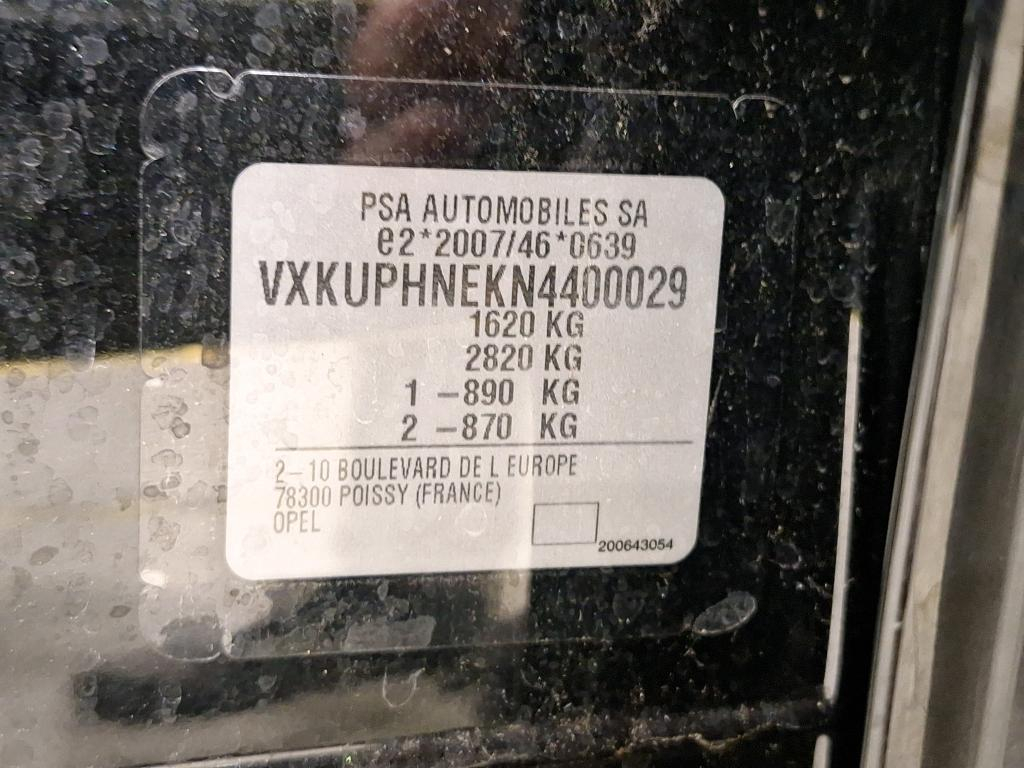 PSA AUTOMOBILES SA
e2*2007/46*0639
VXKUPHNEKN4400029
1620 KG
2820 KG
1 -890 KG
2 -870 KG
2-10 BOULEVARD DE L EUROPE
78300 POISSY (FRANCE)
OPEL
200643054